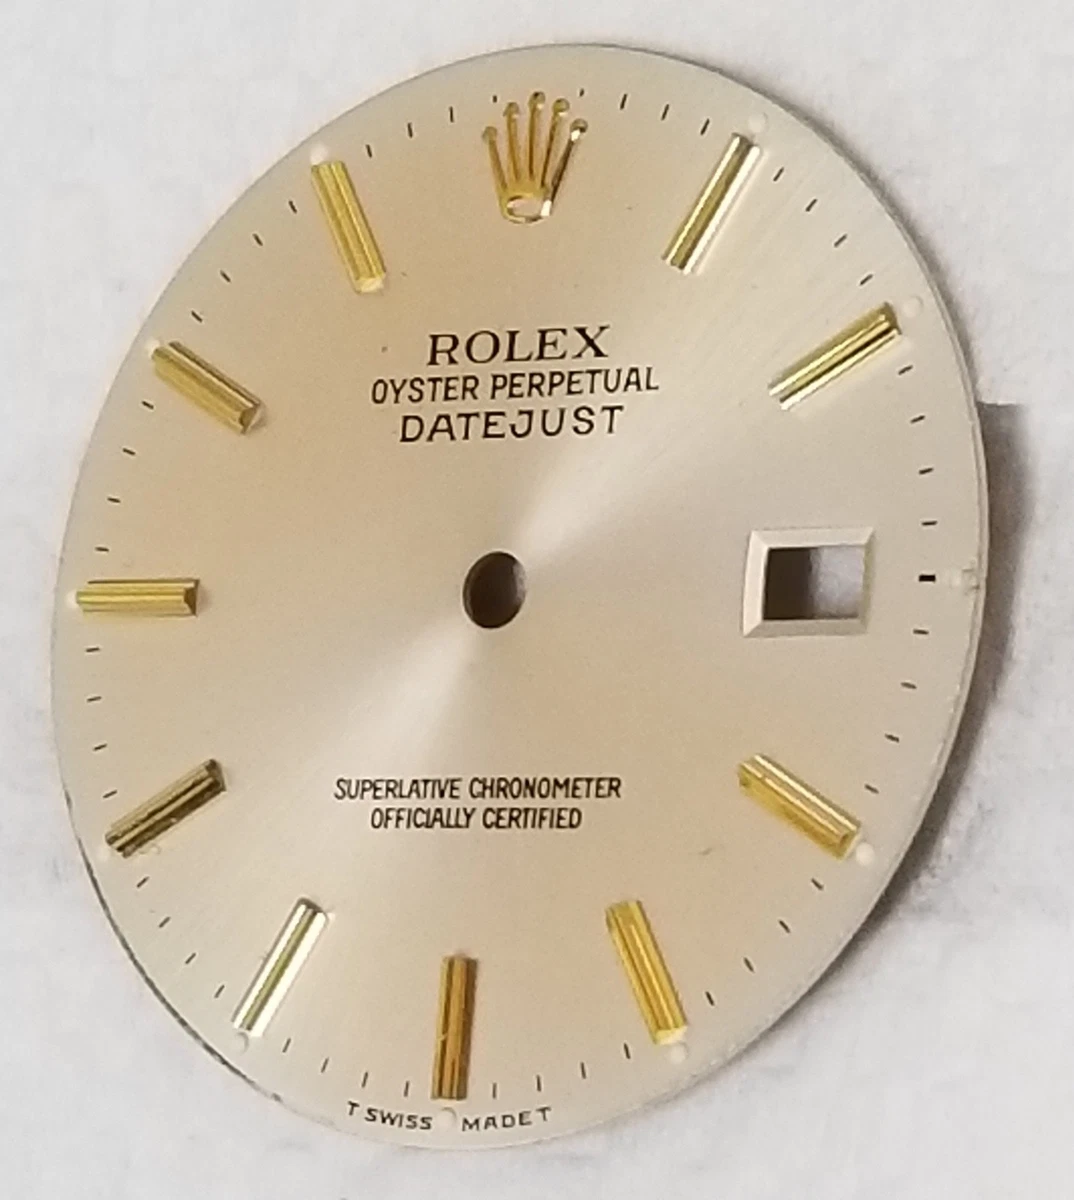 ROLEX
OYSTER PERPETUAL
DATEJUST
SUPERLATIVE CHRONOMETER
OFFICIALLY CERTIFIED
T SWISS MADE T